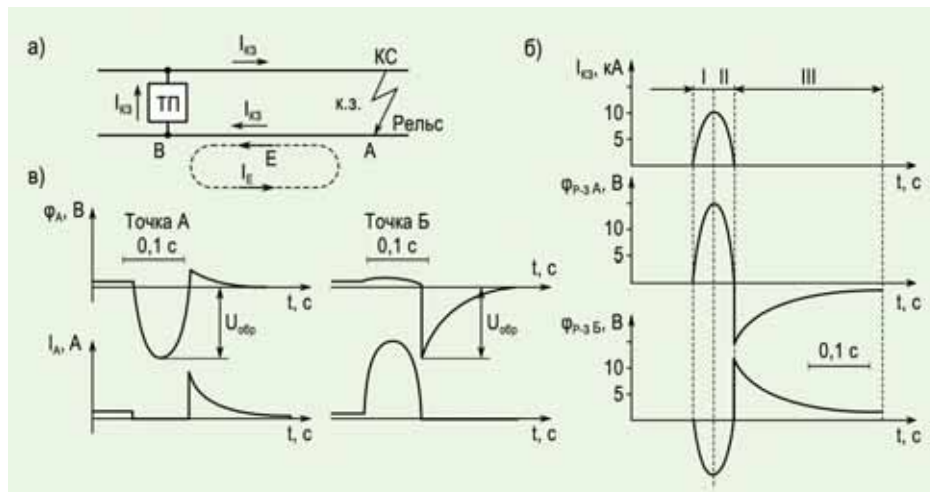 а)
Iкз
КС
ТП
Iкз
Iкз
к.з.
Рельс
В
Е
А
IЕ
б)
Iкз, кА
I
II
III
10
5
t, с
φР-З А, В
10
5
t, с
φР-З Б, В
10
5
0,1 с
t, с
в)
φА, В
Точка А
0,1 с
t, с
Uобр
Точка Б
0,1 с
t, с
Uобр
IА, А
t, с
t, с